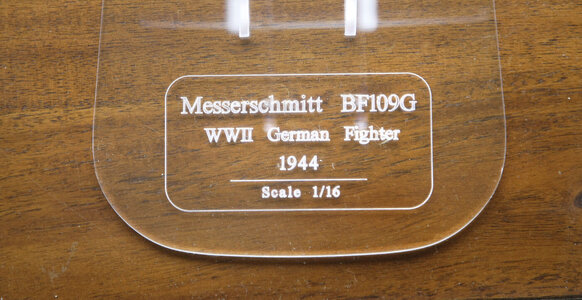 Messerschmitt BF109G
WWII German Fighter
1944
Scale 1/16